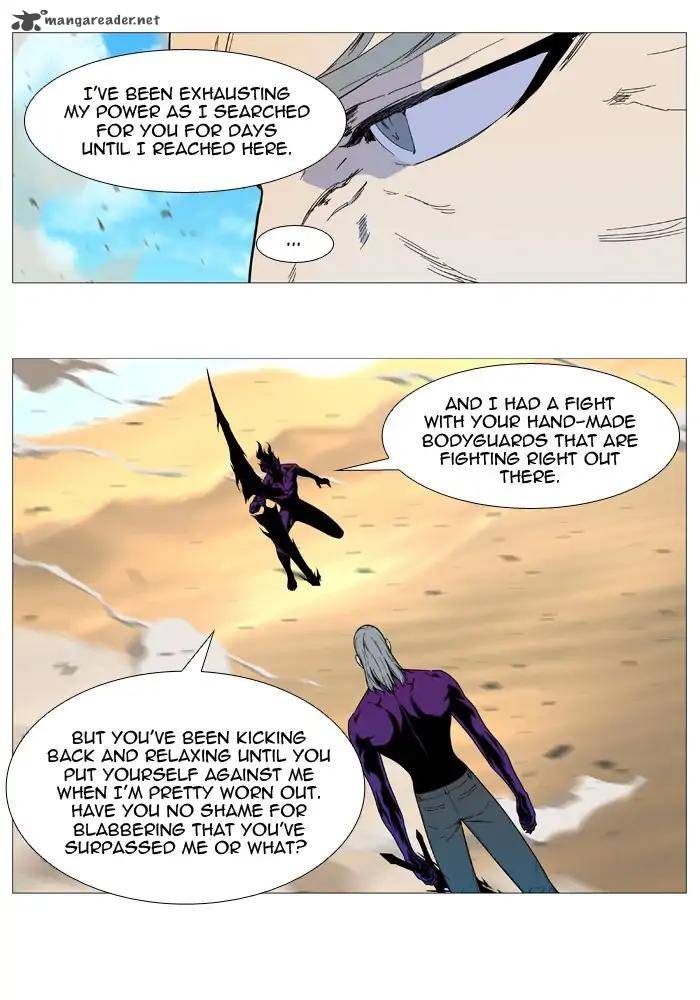 mangareader.net
I'VE BEEN EXHAUSTING
MY POWER AS I SEARCHED
FOR YOU FOR DAYS
UNTIL I REACHED HERE.
...
AND I HAD A FIGHT
WITH YOUR HAND-MADE
BODYGUARDS THAT ARE
FIGHTING RIGHT OUT
THERE.
BUT YOU'VE BEEN KICKING
BACK AND RELAXING UNTIL YOU
PUT YOURSELF AGAINST ME
WHEN I'M PRETTY WORN OUT.
HAVE YOU NO SHAME FOR
BLABBERING THAT YOU'VE
SURPASSED ME OR WHAT?